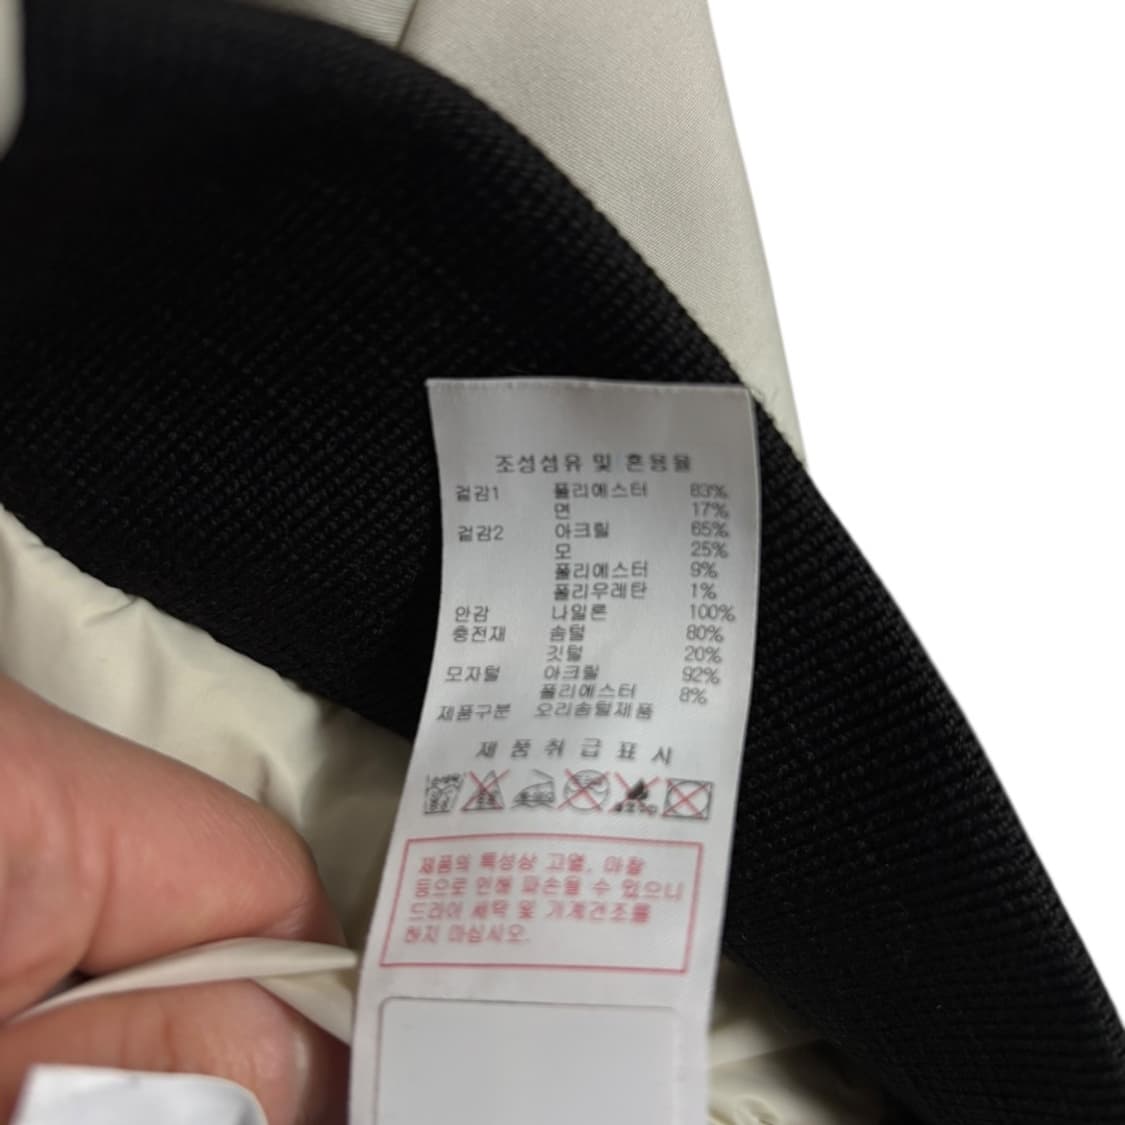 조성섬유 및 혼용율
겉감1 폴리에스터 83%
면 17%
겉감2 아크릴 65%
모 25%
폴리에스터 9%
폴리우레탄 1%
안감 나일론 100%
충전재 솜털 80%
깃털 20%
모자털 아크릴 92%
폴리에스터 8%
제품구분 오리솜털제품
제 품 취 급 표 시
제품의 특성상 고열, 마찰
등으로 인해 파손될 수 있으니
드라이 세탁 및 기계건조를
하지 마십시오.